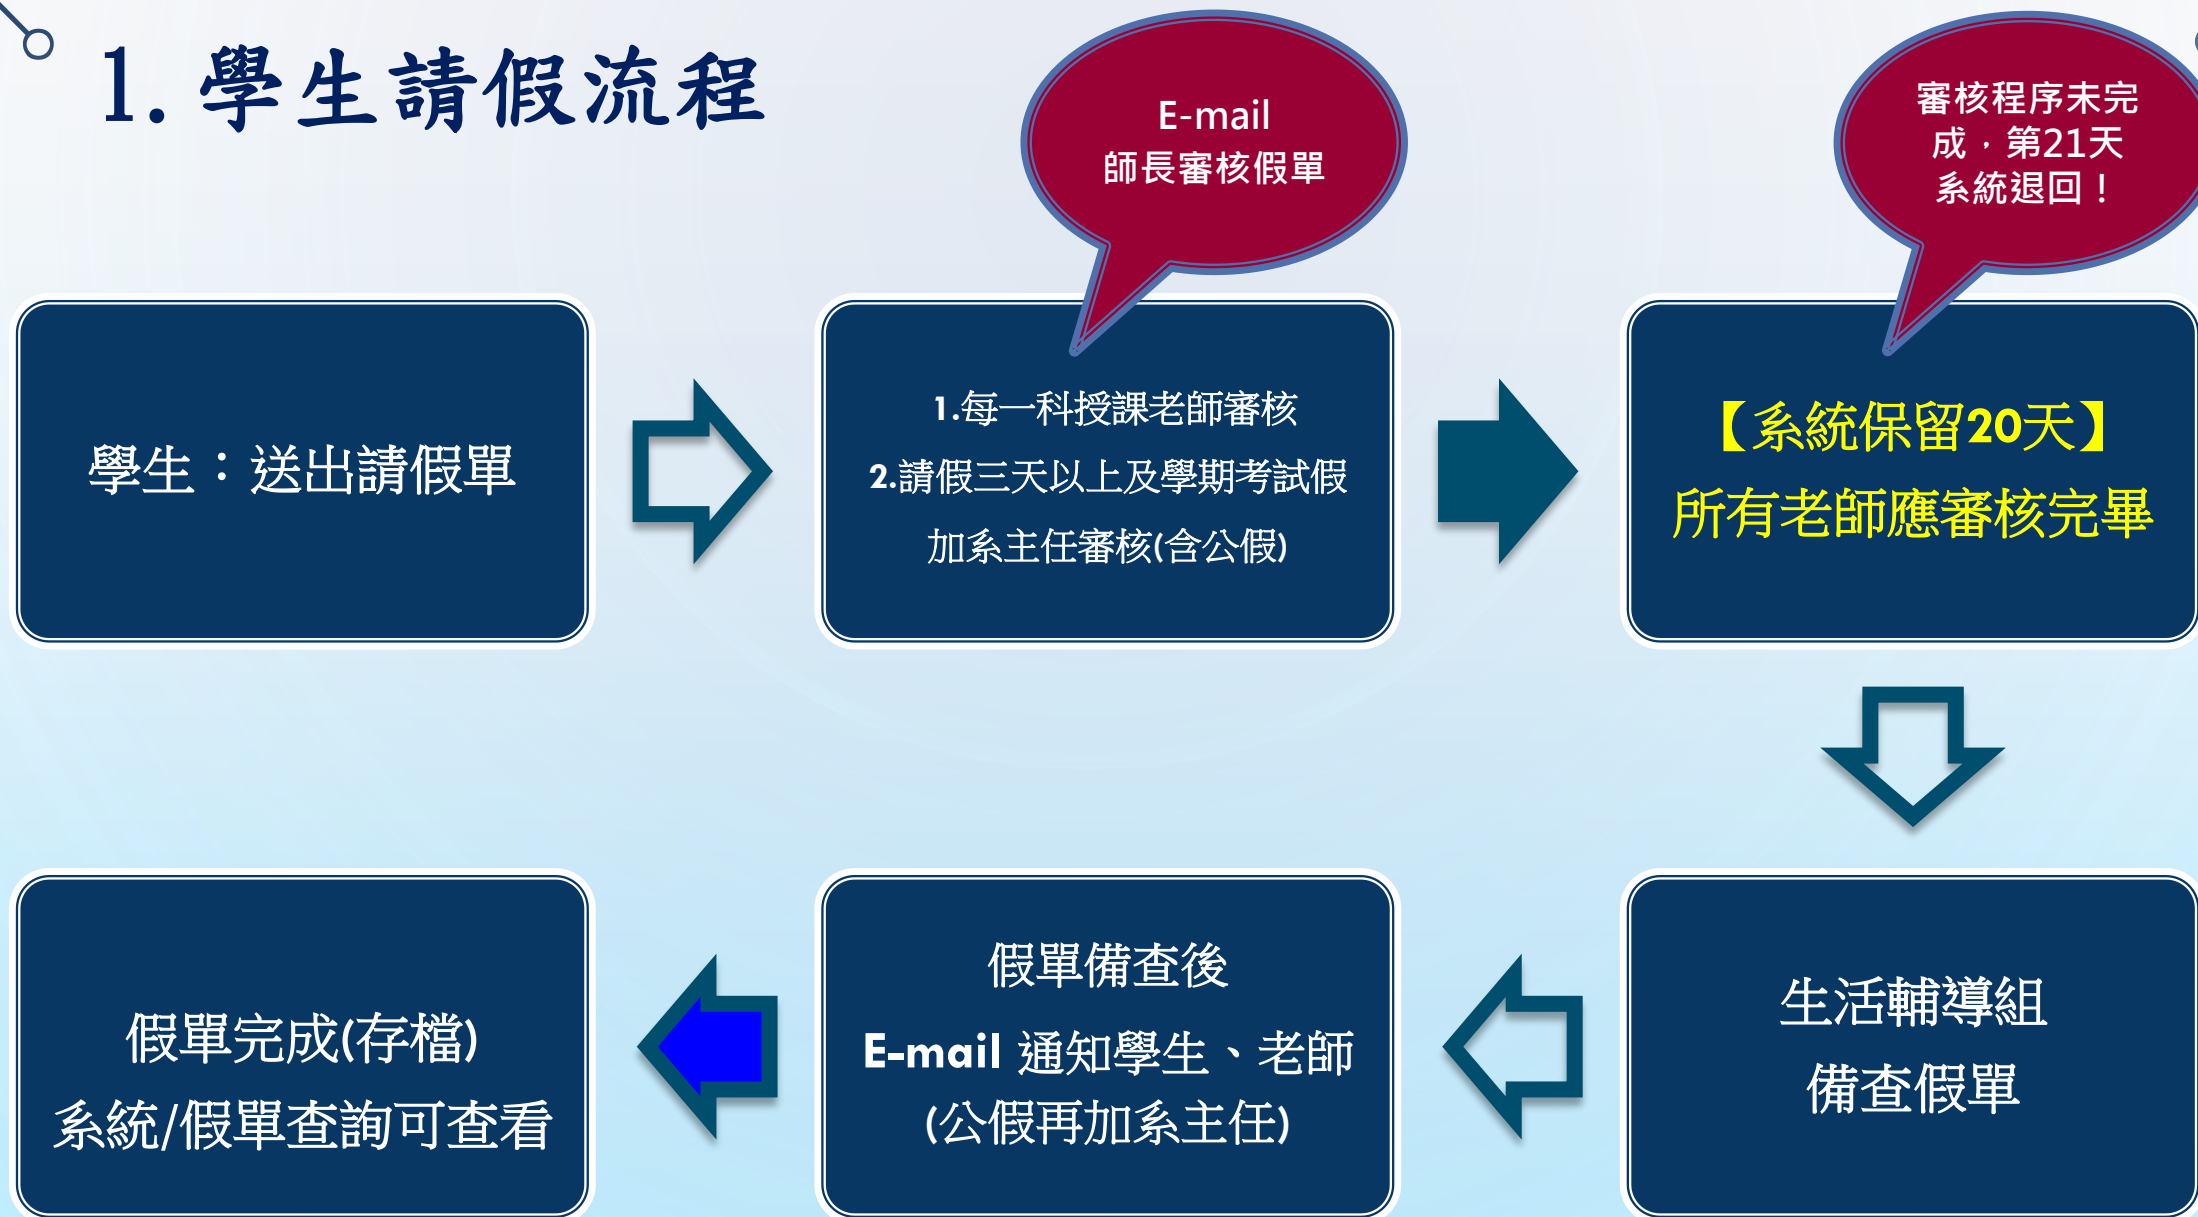 1.學生請假流程
E-mail
師長審核假單
審核程序未完
成，第21天
系統退回！
學生：送出請假單
1.每一科授課老師審核
2.請假三天以上及學期考試假
加系主任審核(含公假)
【系統保留20天】
所有老師應審核完畢
生活輔導組
備查假單
假單備查後
E-mail 通知學生、老師
(公假再加系主任)
假單完成(存檔)
系統/假單查詢可查看